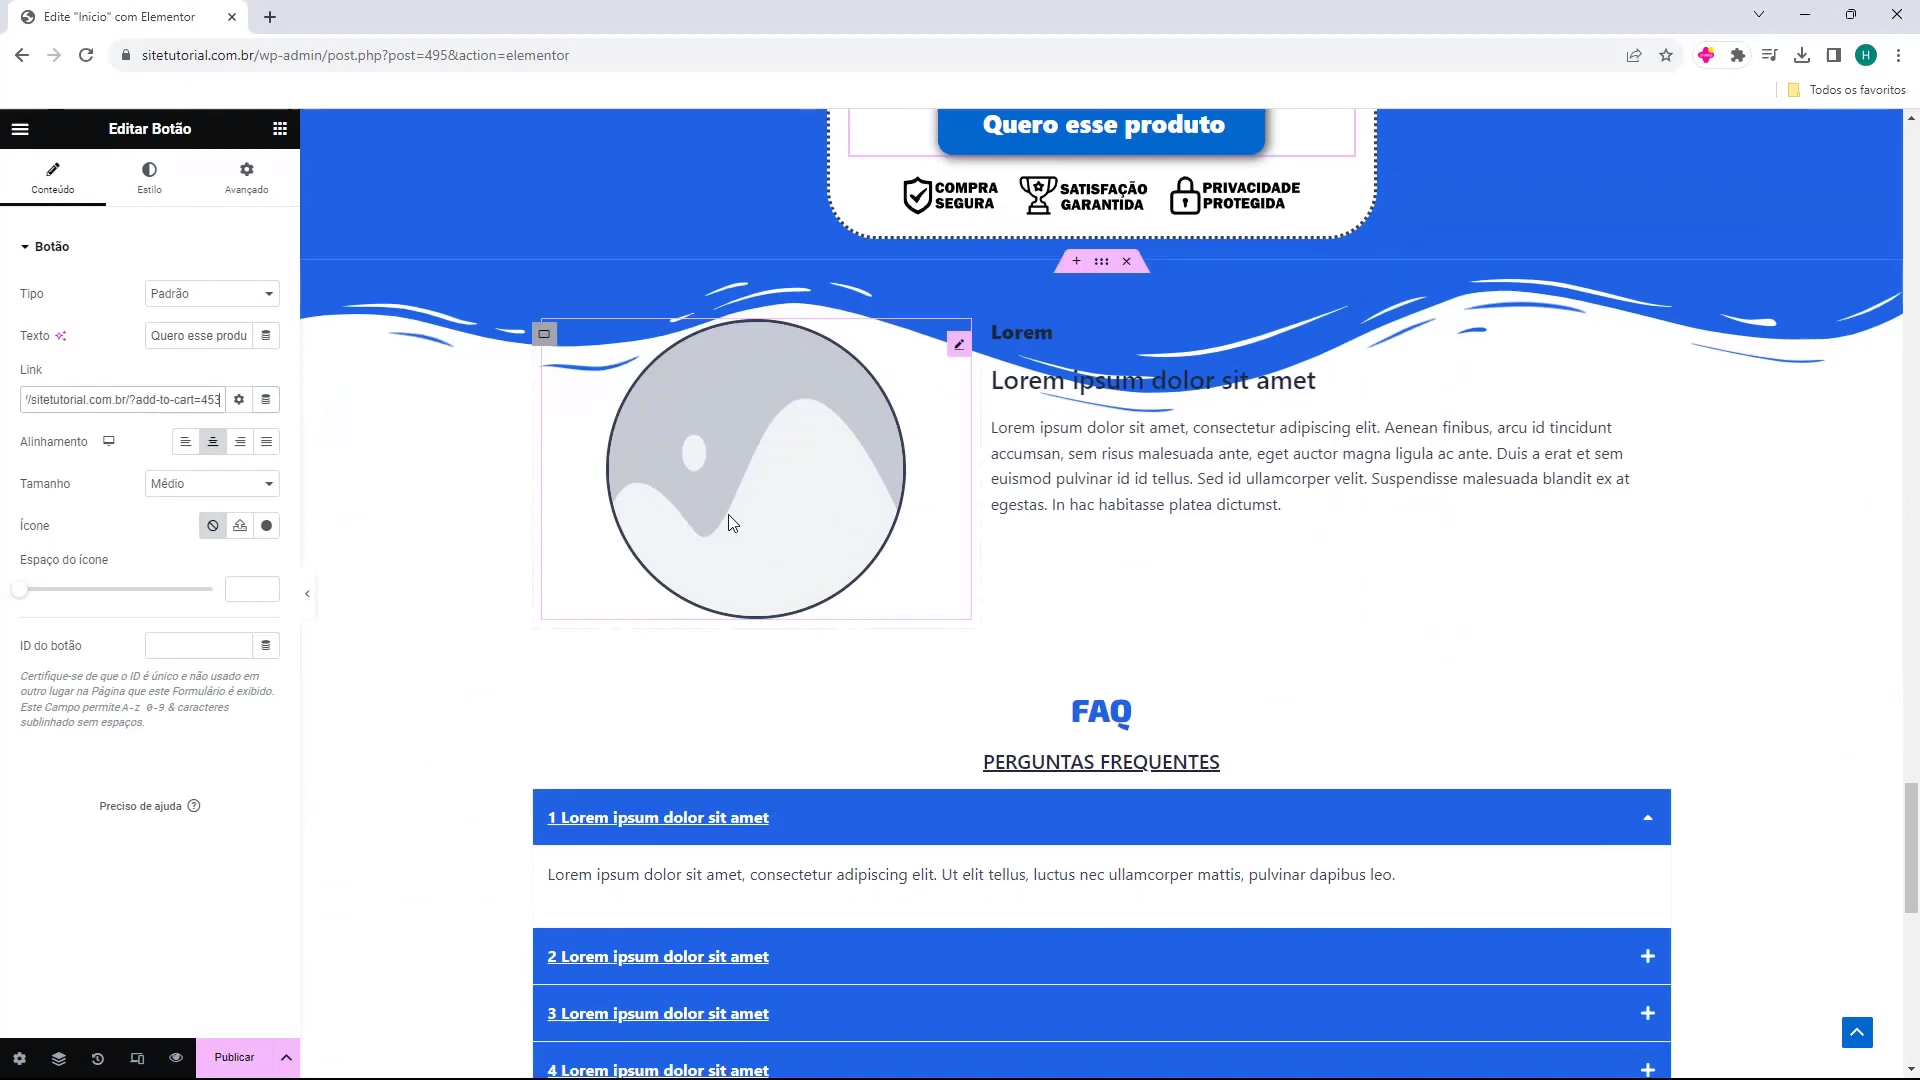 Edite "Inicio" com Elementor
sitetutorial.com.br/wp-admin/post.php?post=495&action=elementor
H
Todos os favoritos
Editar Botão
Conteúdo
Estilo
Avançado
Botão
Tipo
Padrão
Texto
Quero esse produ
Link
'/sitetutorial.com.br/?add-to-cart=453
Alinhamento
Tamanho
Médio
Ícone
Espaço do ícone
ID do botão
Certifique-se de que o ID é único e não usado em
outro lugar na Página que este Formulário é exibido.
Este Campo permite A-z 0-9 & caracteres
sublinhado sem espaços.
Preciso de ajuda ?
Publicar
Quero esse produto
COMPRA
SEGURA
SATISFAÇÃO
GARANTIDA
PRIVACIDADE
PROTEGIDA
Lorem
Lorem ipsum dolor sit amet
Lorem ipsum dolor sit amet, consectetur adipiscing elit. Aenean finibus, arcu id tincidunt
accumsan, sem risus malesuada ante, eget auctor magna ligula ac ante. Duis a erat et sem
euismod pulvinar id id tellus. Sed id ullamcorper velit. Suspendisse malesuada blandit ex at
egestas. In hac habitasse platea dictumst.
FAQ
PERGUNTAS FREQUENTES
1 Lorem ipsum dolor sit amet
Lorem ipsum dolor sit amet, consectetur adipiscing elit. Ut elit tellus, luctus nec ullamcorper mattis, pulvinar dapibus leo.
2 Lorem ipsum dolor sit amet
3 Lorem ipsum dolor sit amet
4 Lorem ipsum dolor sit amet